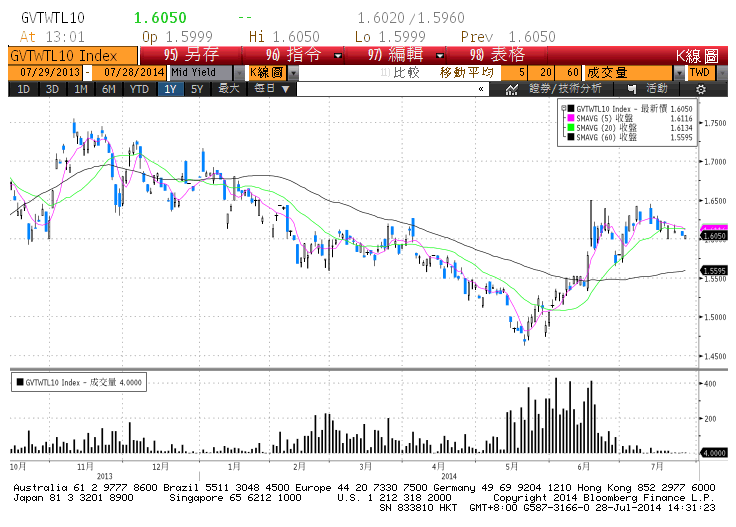 GVTWTL10 1.6050 -- 1.6020/1.5960
At 13:01 Op 1.5999 Hi 1.6050 Lo 1.5999 Prev 1.6050
GVTWTL10 Index 95) 另存 96) 指令 97) 編輯 98) 表格 K線圖
07/29/2013 - 07/28/2014 Mid Yield K線圖 比較 移動平均 5 20 60 成交量 TWD
1D 3D 1M 6M YTD 1Y 5Y 最大 每日 ▼ « 證券/技術分析 活動
GVTWTL10 Index - 最新價 1.6050
SMAVG (5) 收盤 1.6116
SMAVG (20) 收盤 1.6134
SMAVG (60) 收盤 1.5595
1.7500
1.7000
1.6500
1.6050
1.6000
1.5595
1.5500
1.5000
1.4500
GVTWTL10 Index - 成交量 4.0000
400
200
4.0000
10月 11月 12月 1月 2月 3月 4月 5月 6月 7月
2013 2014
Australia 61 2 9777 8600 Brazil 5511 3048 4500 Europe 44 20 7330 7500 Germany 49 69 9204 1210 Hong Kong 852 2977 6000
Japan 81 3 3201 8900 Singapore 65 6212 1000 U.S. 1 212 318 2000 Copyright 2014 Bloomberg Finance L.P.
SN 833810 HKT GMT+8:00 G587-3166-0 28-Jul-2014 14:31:23